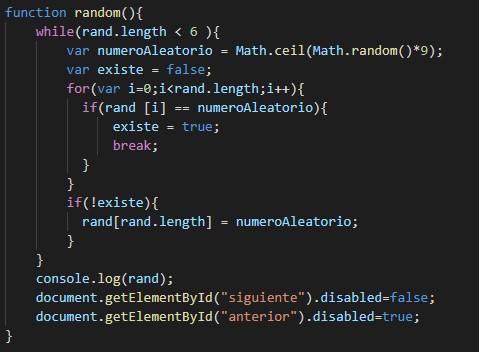 function random(){
    while(rand.length < 6 ){
        var numeroAleatorio = Math.ceil(Math.random()*9);
        var existe = false;
        for(var i=0;i<rand.length;i++){
          if(rand [i] == numeroAleatorio){
              existe = true;
              break;
          }
        }
        if(!existe){
          rand[rand.length] = numeroAleatorio;
        }
    }
    console.log(rand);
    document.getElementById("siguiente").disabled=false;
    document.getElementById("anterior").disabled=true;
}